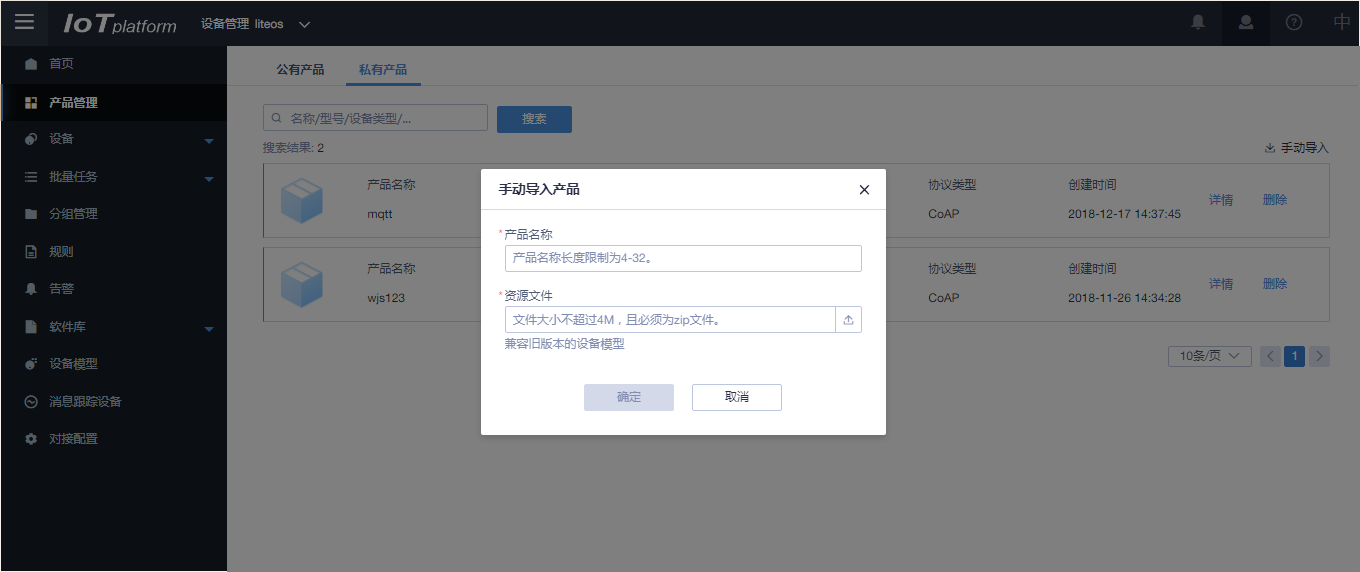 IoT platform 设备管理 liteos 中
首页
产品管理
设备
批量任务
分组管理
规则
告警
软件库
设备模型
消息跟踪设备
对接配置
公有产品 私有产品
名称/型号/设备类型/... 搜索
搜索结果: 2 手动导入
产品名称 协议类型 创建时间
mqtt CoAP 2018-12-17 14:37:45 详情 删除
产品名称 协议类型 创建时间
wjs123 CoAP 2018-11-26 14:34:28 详情 删除
10条/页 1
手动导入产品
*产品名称
产品名称长度限制为4-32。
*资源文件
文件大小不超过4M，且必须为zip文件。
兼容旧版本的设备模型
确定 取消